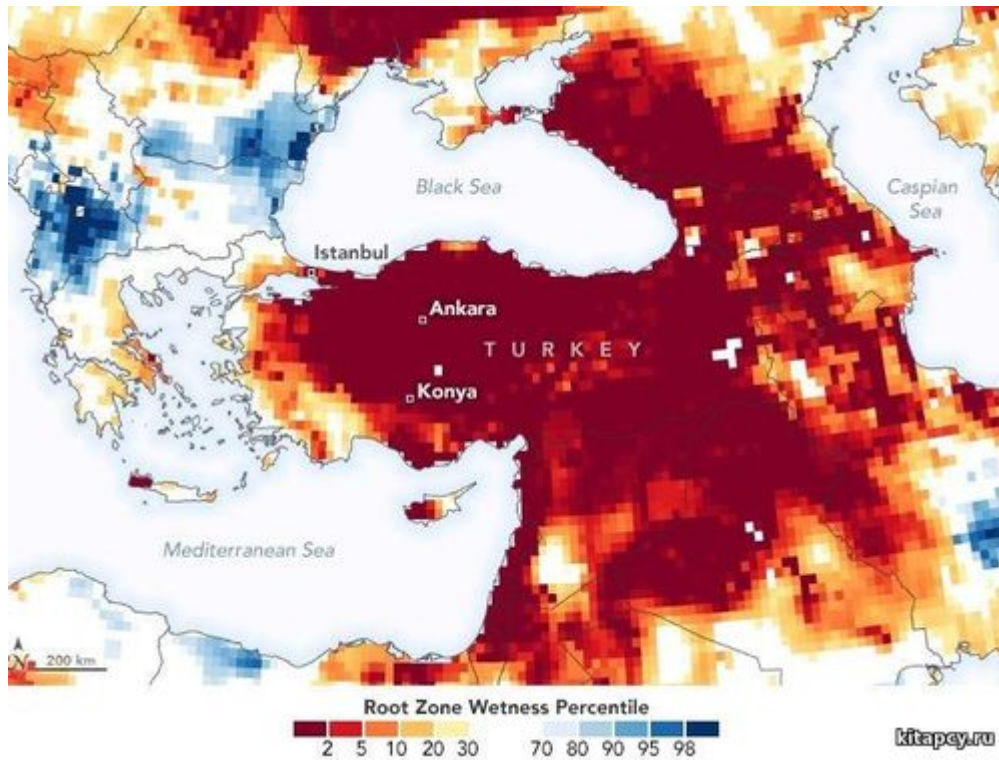 Black Sea
Caspian
Sea
Istanbul
Ankara
TURKEY
Konya
Mediterranean Sea
N
200 km
Root Zone Wetness Percentile
2 5 10 20 30 70 80 90 95 98
kitapcy.ru